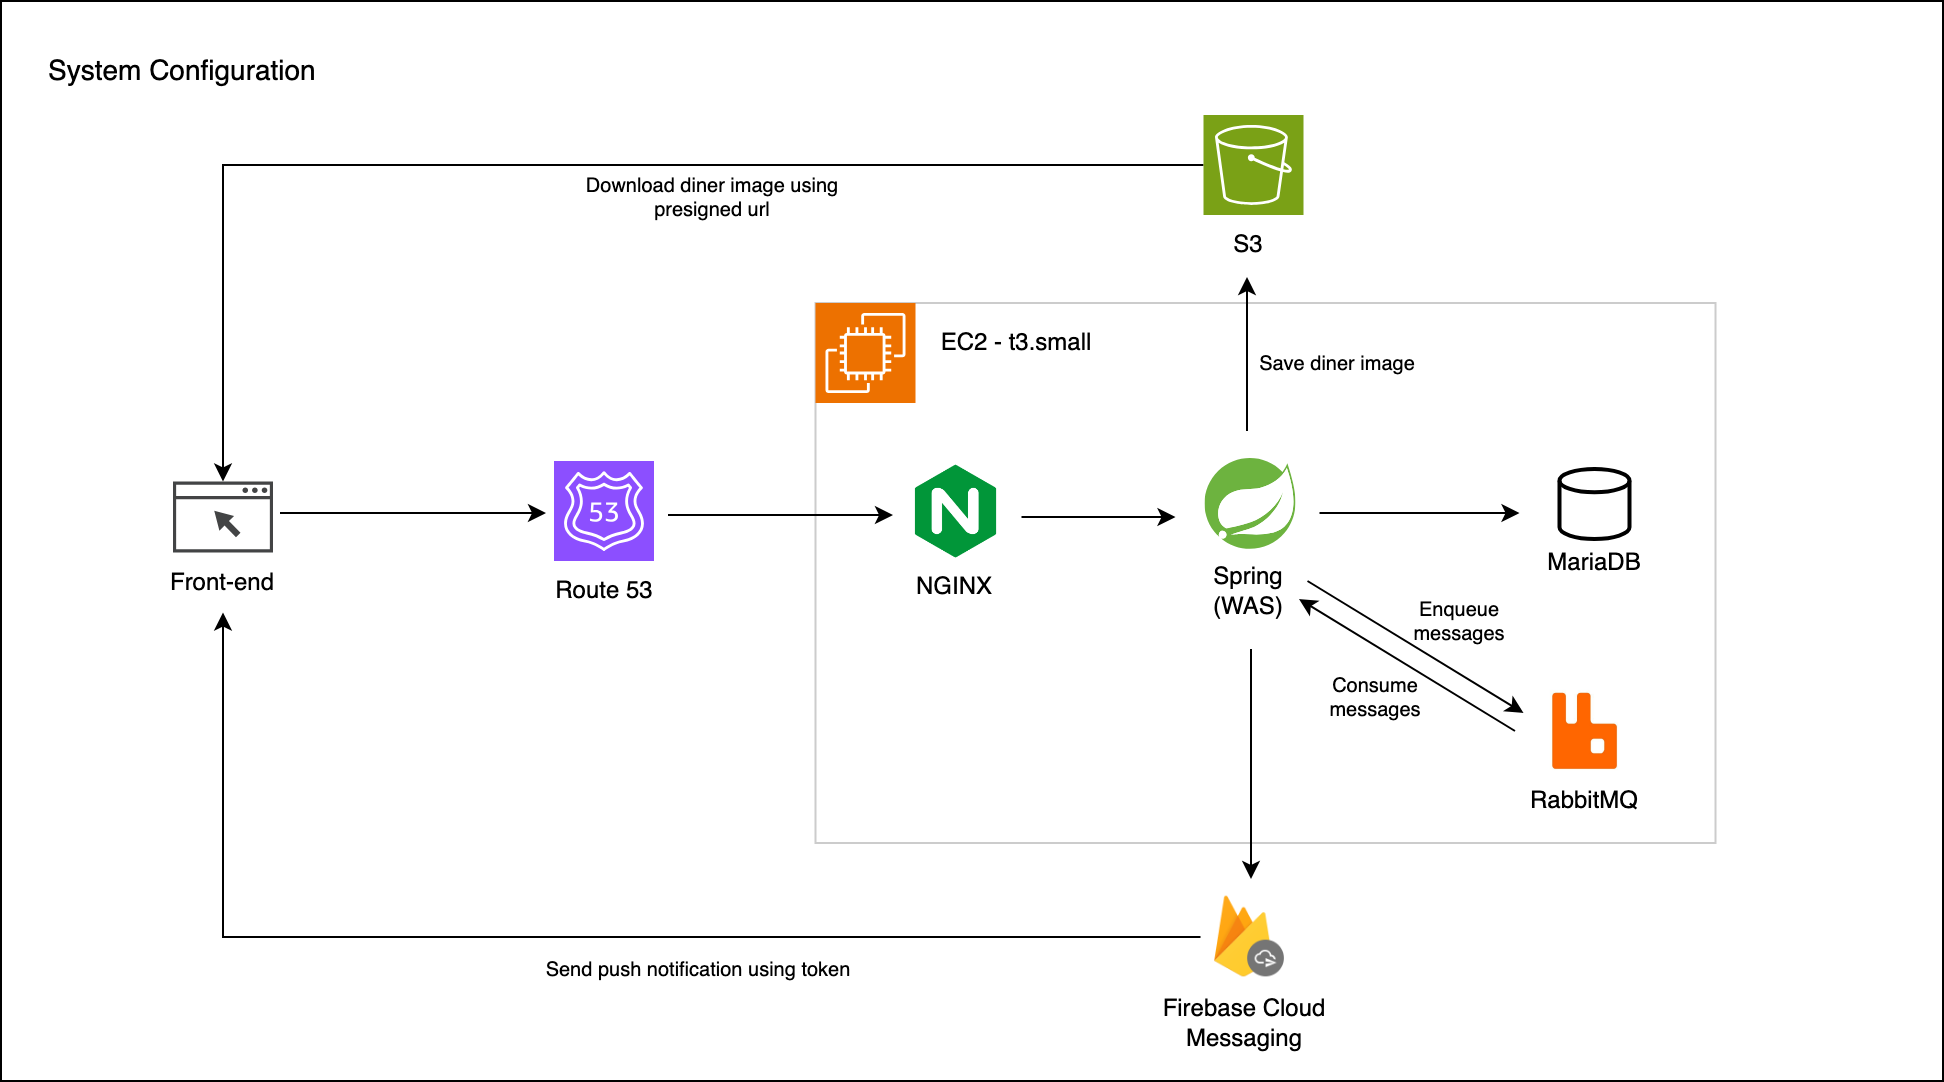 System Configuration
Download diner image using
presigned url
S3
EC2 - t3.small
Save diner image
53
N
Front-end
Route 53
NGINX
Spring
(WAS)
MariaDB
Enqueue
messages
Consume
messages
RabbitMQ
Send push notification using token
Firebase Cloud
Messaging